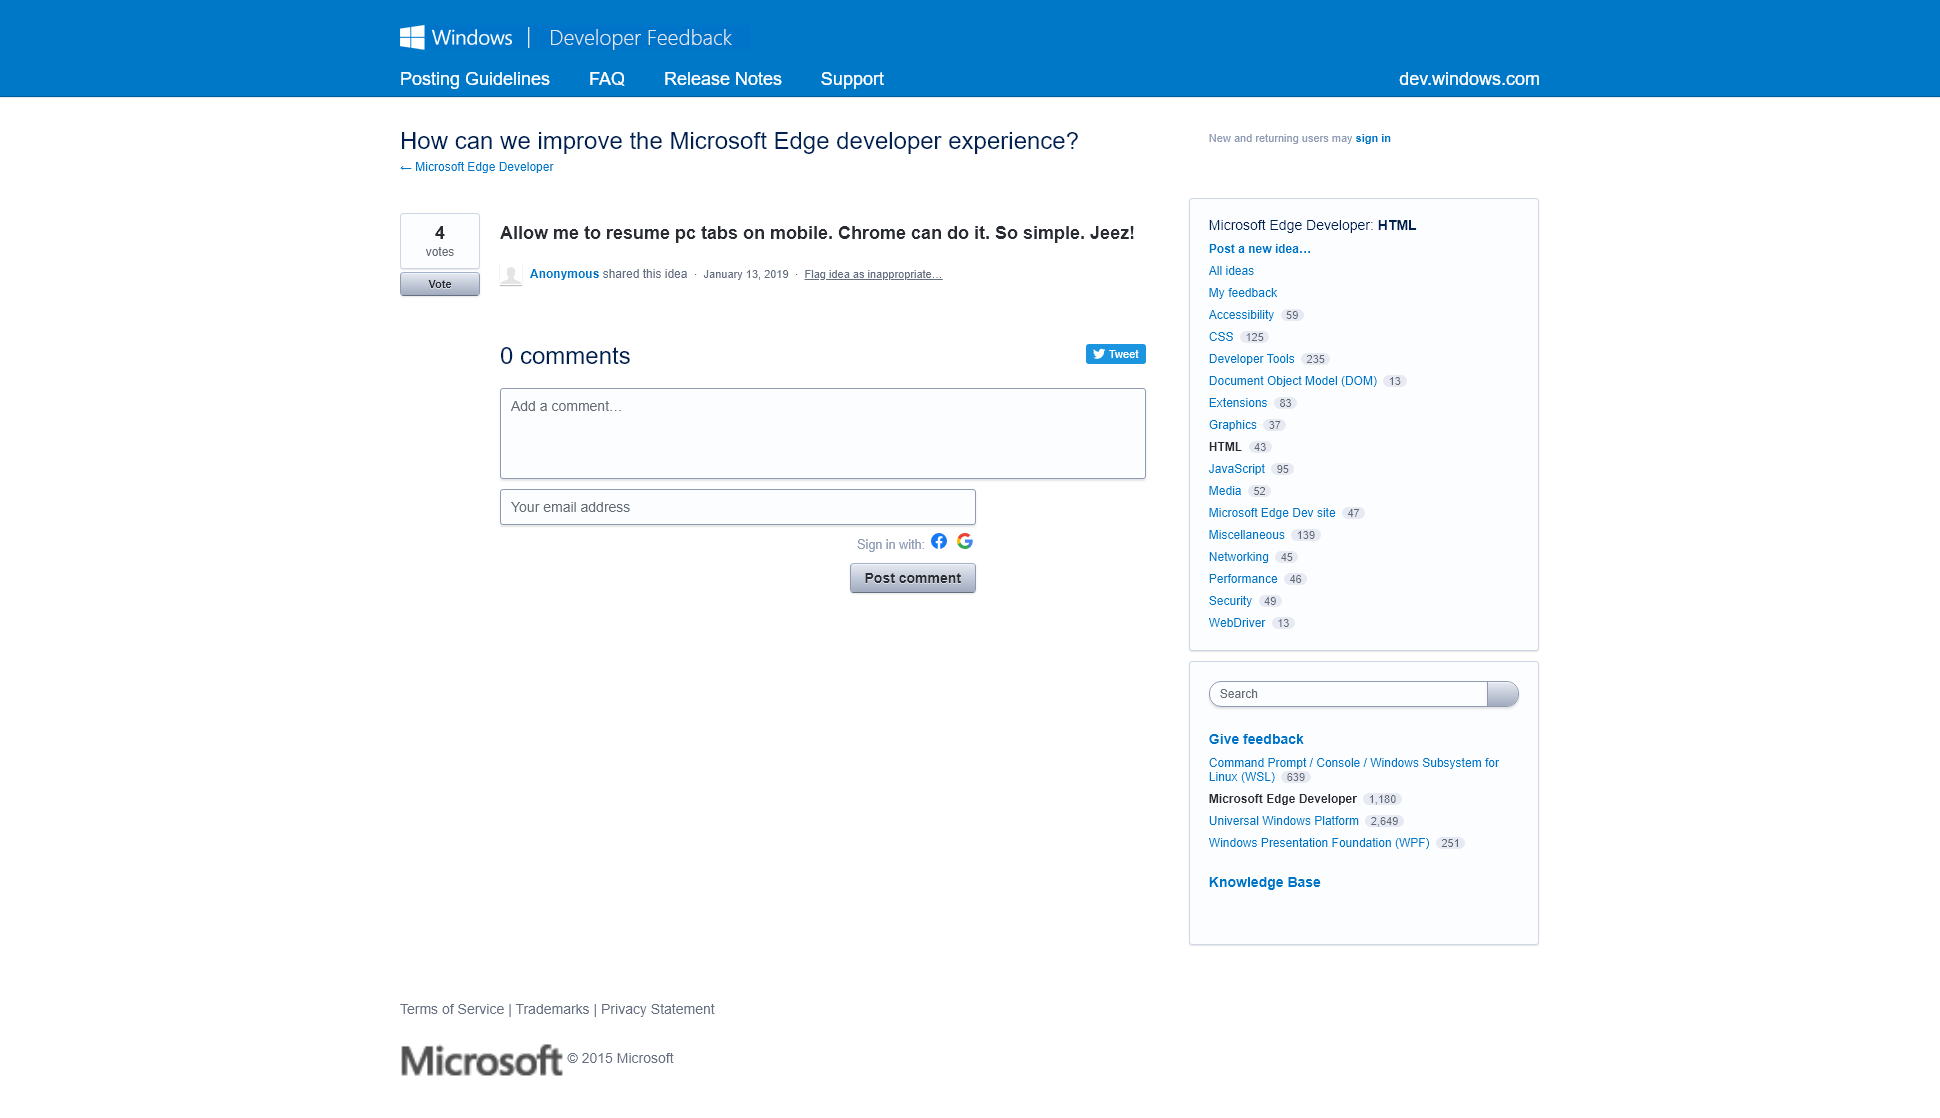 Windows | Developer Feedback
Posting Guidelines FAQ Release Notes Support dev.windows.com
How can we improve the Microsoft Edge developer experience?
← Microsoft Edge Developer
New and returning users may sign in
4
votes
Vote
Allow me to resume pc tabs on mobile. Chrome can do it. So simple. Jeez!
Anonymous shared this idea · January 13, 2019 · Flag idea as inappropriate…
0 comments
Tweet
Add a comment…
Your email address
Sign in with:
Post comment
Microsoft Edge Developer: HTML
Post a new idea…
All ideas
My feedback
Accessibility 59
CSS 125
Developer Tools 235
Document Object Model (DOM) 13
Extensions 83
Graphics 37
HTML 43
JavaScript 95
Media 52
Microsoft Edge Dev site 47
Miscellaneous 139
Networking 45
Performance 46
Security 49
WebDriver 13
Search
Give feedback
Command Prompt / Console / Windows Subsystem for
Linux (WSL) 639
Microsoft Edge Developer 1,180
Universal Windows Platform 2,649
Windows Presentation Foundation (WPF) 251
Knowledge Base
Terms of Service | Trademarks | Privacy Statement
Microsoft © 2015 Microsoft